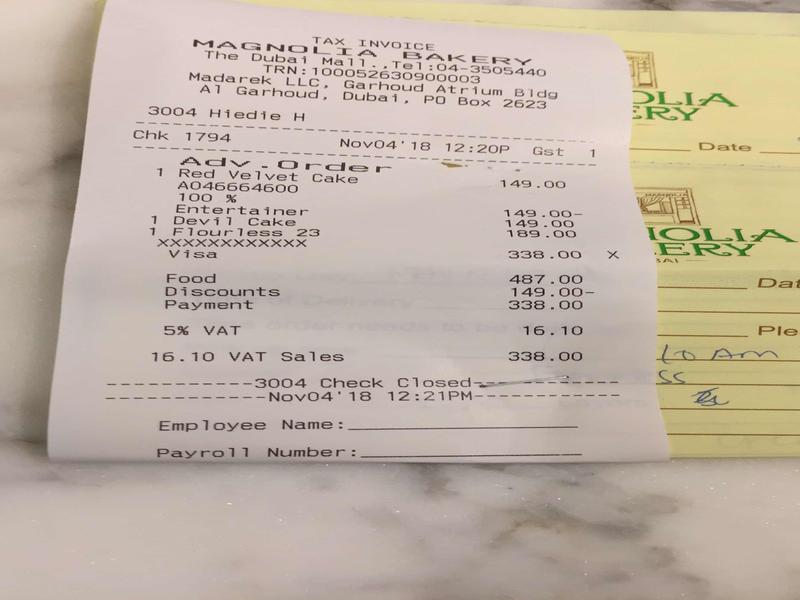 TAX INVOICE
MAGNOLIA BAKERY
The Dubai Mall.,Tel:04-3505440
TRN:100052630900003
Madarek LLC, Garhoud Atrium Bldg
Al Garhoud, Dubai, PO Box 2623
3004 Hiedie H
Chk 1794 Nov04'18 12:20P Gst 1
Adv.Order
1 Red Velvet Cake 149.00
A046664600
100 %
Entertainer 149.00-
1 Devil Cake 149.00
1 Flourless 23 189.00
XXXXXXXXXXXX
Visa 338.00 X
Food 487.00
Discounts 149.00-
Payment 338.00
5% VAT 16.10
16.10 VAT Sales 338.00
-----------3004 Check Closed-----------
------------Nov04'18 12:21PM------------
Employee Name:
Payroll Number:
OLIA
ERY
Date
NOLIA
ERY
BAI
Dat
Ple
10 AM
ss